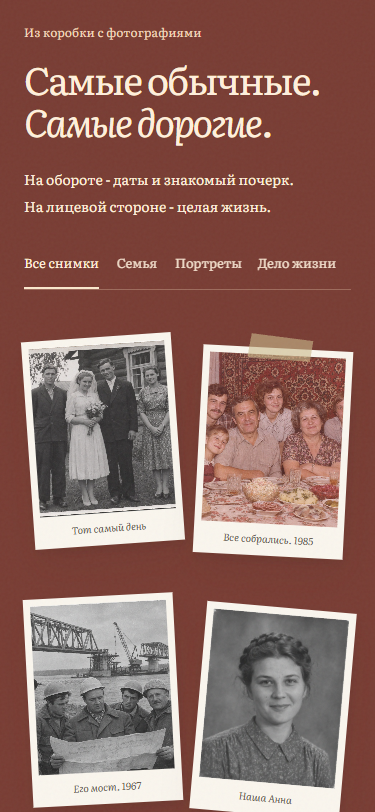 Из коробки с фотографиями
Самые обычные.
Самые дорогие.
На обороте - даты и знакомый почерк.
На лицевой стороне - целая жизнь.
Все снимки Семья Портреты Дело жизни
Тот самый день
Все собрались. 1985
Его мост. 1967
Наша Анна